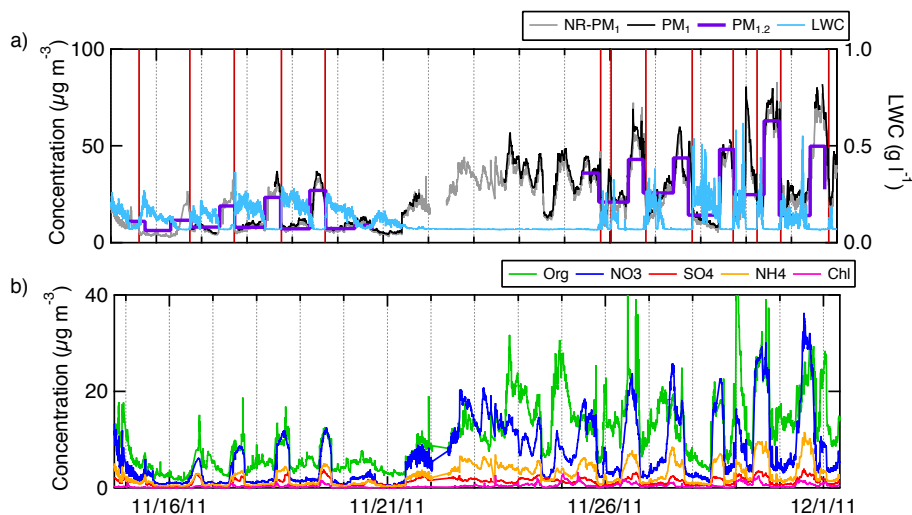 a)
NR-PM1 PM1 PM1.2 LWC
100
50
0
Concentration (µg m-3)
1.0
0.5
0.0
LWC (g l-1)
b)
Org NO3 SO4 NH4 Chl
40
20
0
Concentration (µg m-3)
11/16/11 11/21/11 11/26/11 12/1/11